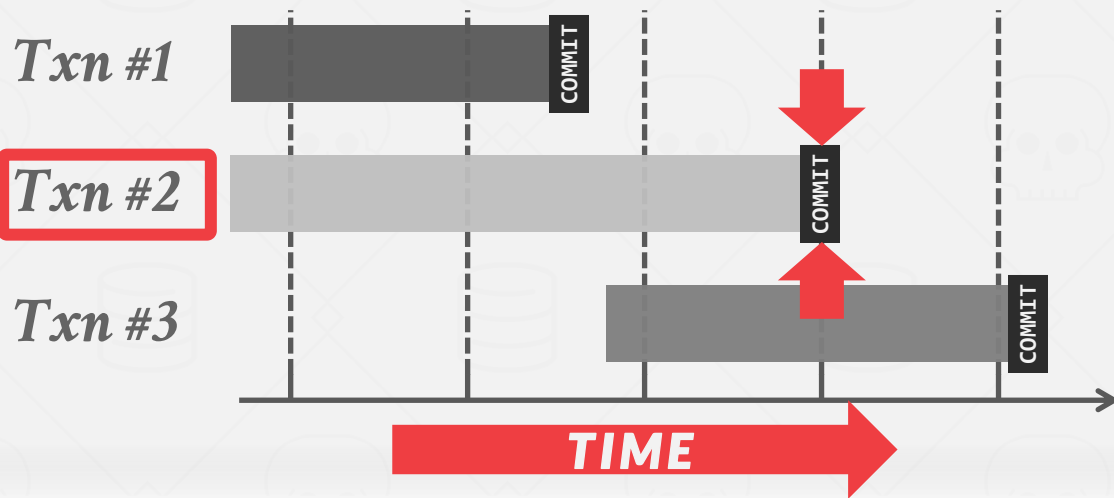 Txn #1
COMMIT
Txn #2
COMMIT
Txn #3
COMMIT
TIME